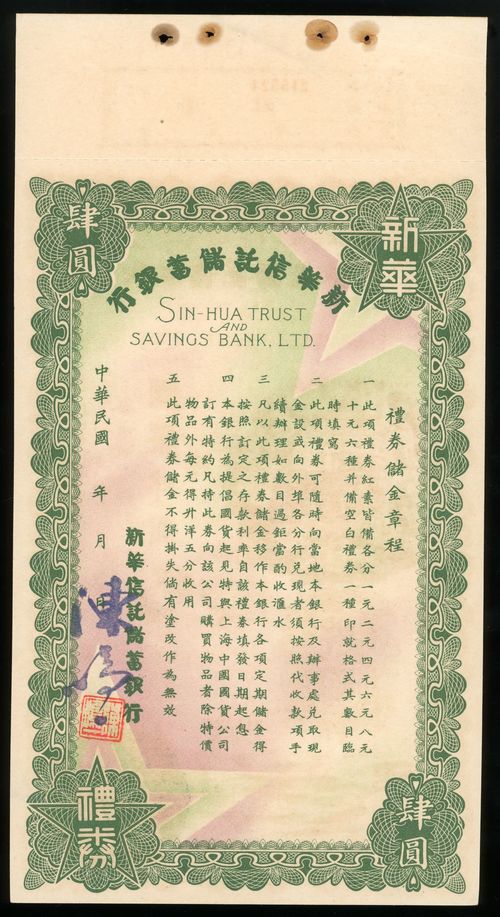 肆圓
新華
新華信託儲蓄銀行
SIN-HUA TRUST
AND
SAVINGS BANK, LTD.
禮券儲金章程
一 此項禮券紅素皆備各分一元二元四元六元八元
十元六種并備空白禮券一種印就格式其數目臨
時填寫
二 此項禮券可隨時向當地本銀行及辦事處兌取現
金設或向外埠各分行兌現者須按照代收款項手
續辦理如數目過鉅當酌收滙水
三 凡以此項禮券儲金移作本銀行各項定期儲金得
按照訂定之存款利率自該禮券填發日期起息
四 本銀行為提倡國貨起見特與上海中國國貨公司
訂有特約凡持此券向該公司購買物品者除特價
物品外每元得升洋五分收用
五 此項禮券儲金不得掛失倘有塗改作為無效
中華民國 年 月 日
新華信託儲蓄銀行
禮券
肆圓